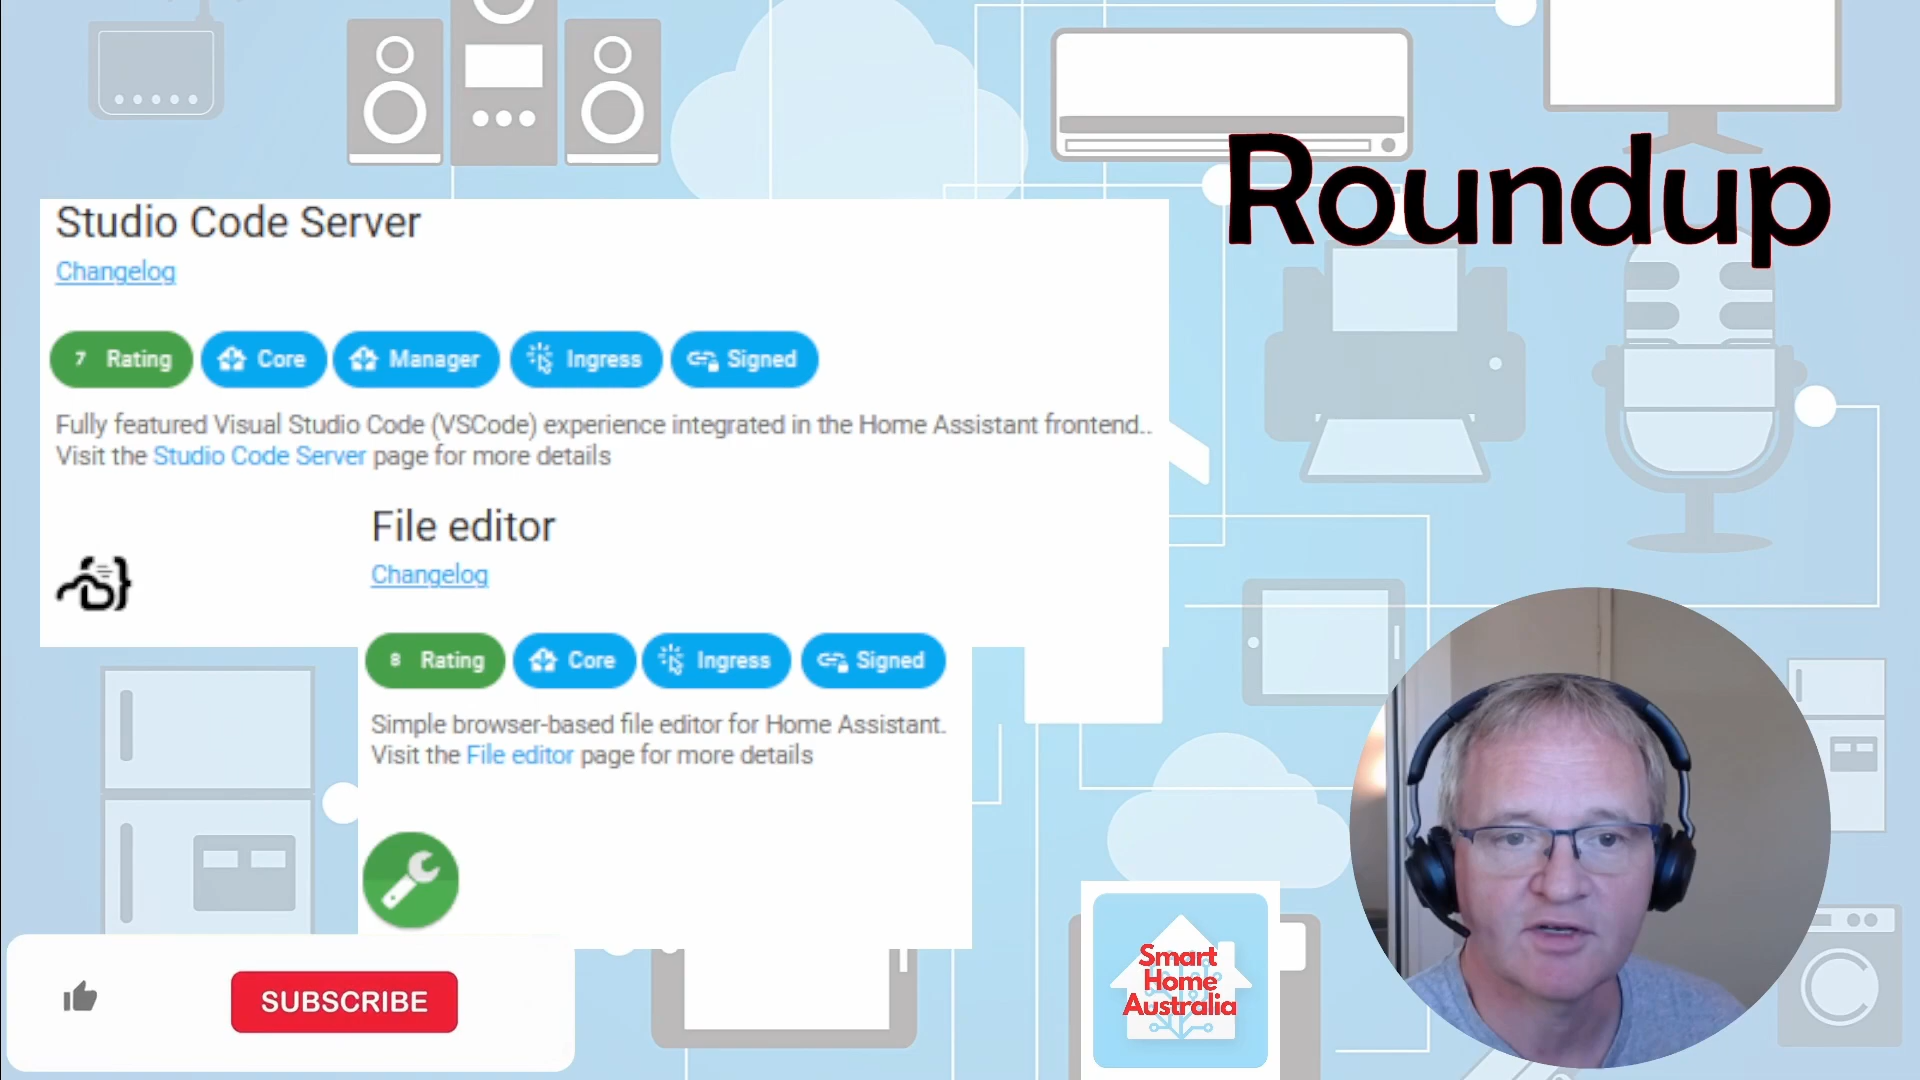 Roundup
Studio Code Server
Changelog
7 Rating Core Manager Ingress Signed
Fully featured Visual Studio Code (VSCode) experience integrated in the Home Assistant frontend..
Visit the Studio Code Server page for more details
File editor
Changelog
8 Rating Core Ingress Signed
Simple browser-based file editor for Home Assistant.
Visit the File editor page for more details
SUBSCRIBE
Smart
Home
Australia